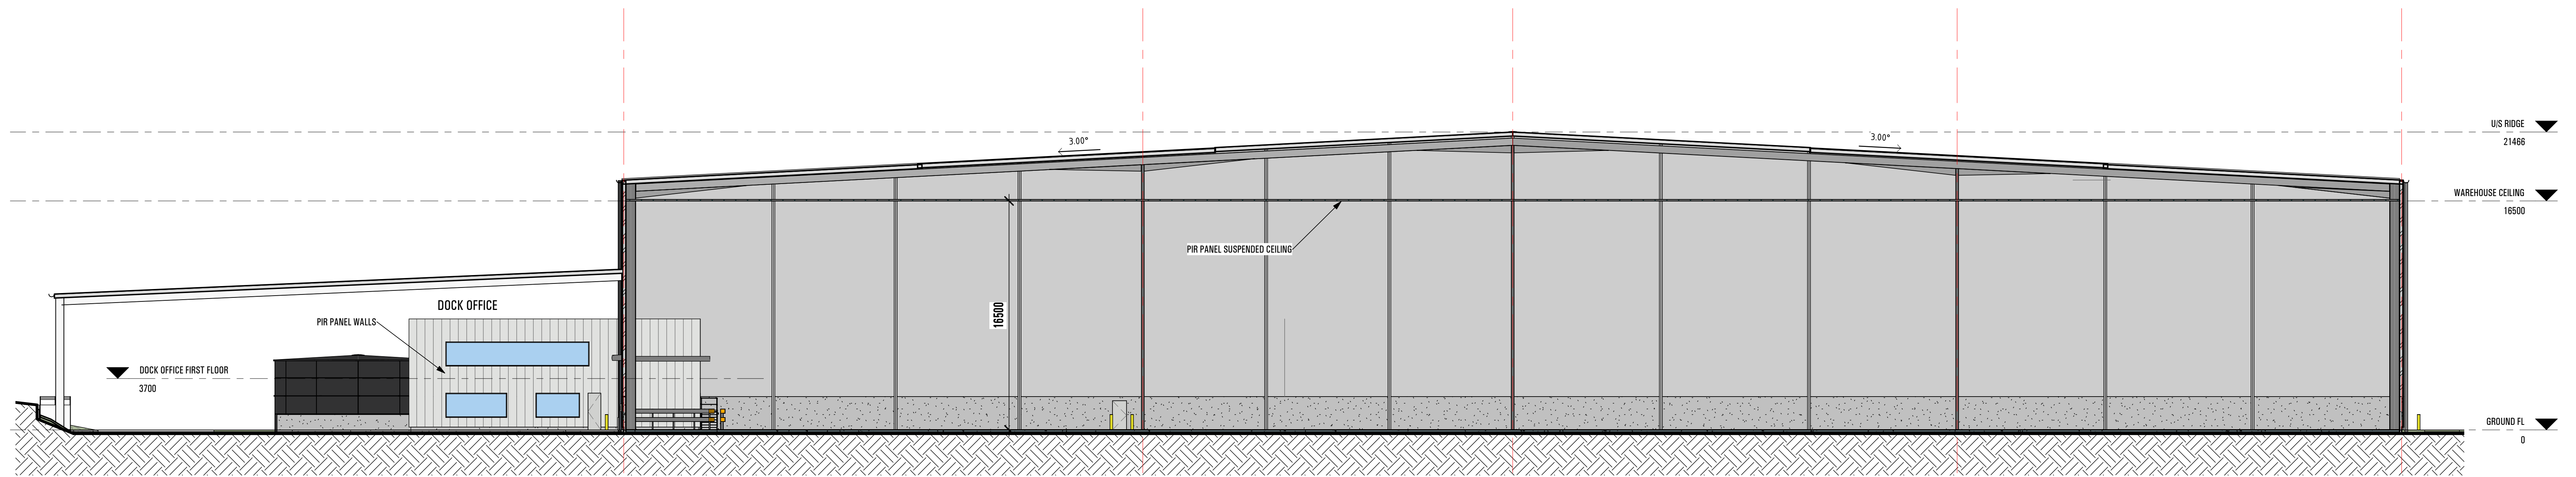 U/S RIDGE
21466
3.00°
3.00°
WAREHOUSE CEILING
16500
PIR PANEL SUSPENDED CEILING
16500
DOCK OFFICE
PIR PANEL WALLS
DOCK OFFICE FIRST FLOOR
3700
GROUND FL
0